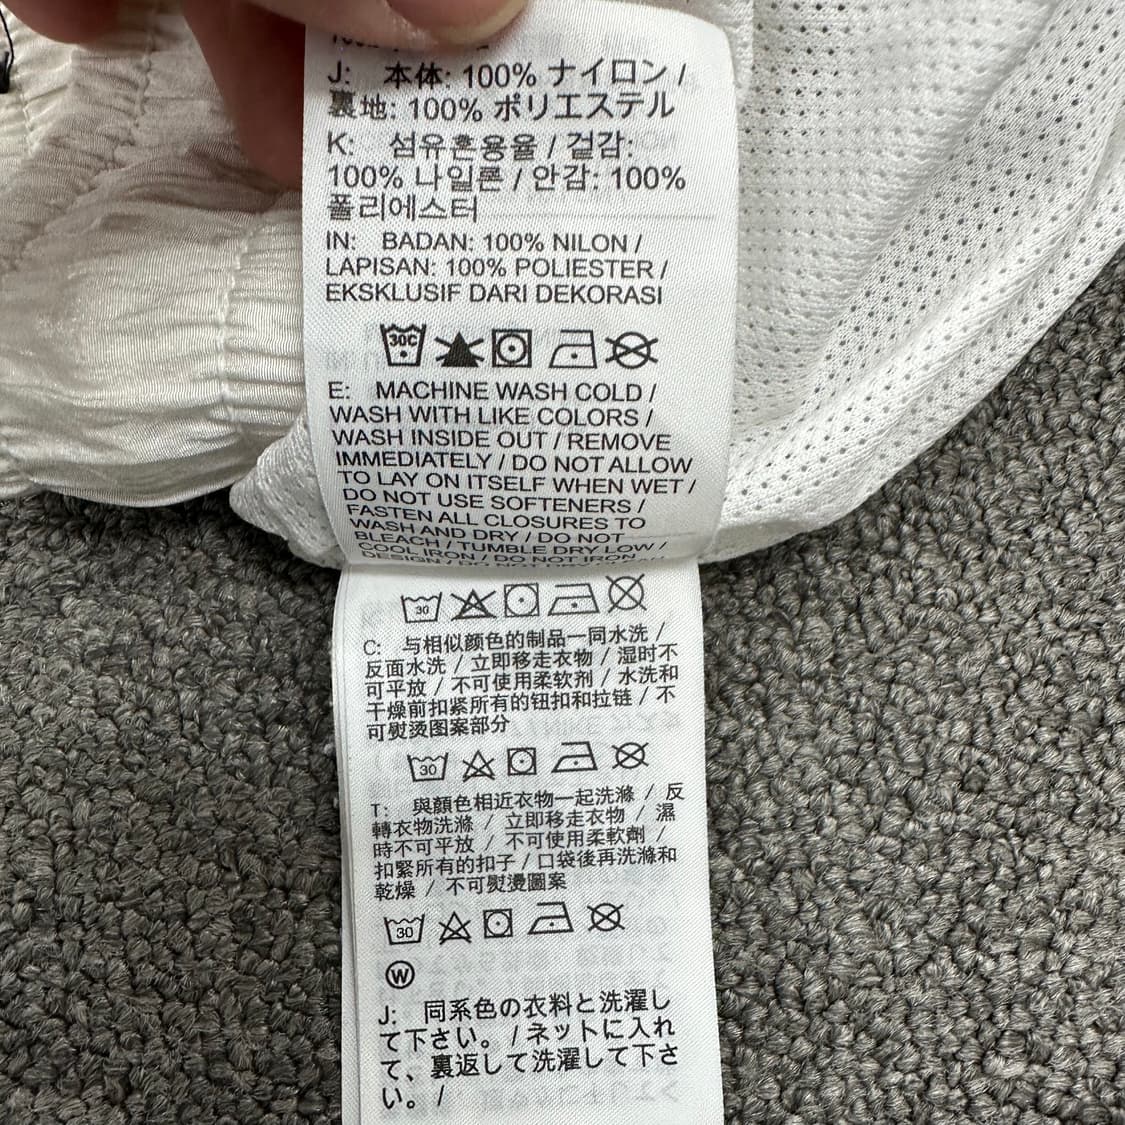 J: 本体: 100% ナイロン /
裏地: 100% ポリエステル
K: 섬유혼용율 / 겉감:
100% 나일론 / 안감: 100%
폴리에스터
IN: BADAN: 100% NILON /
LAPISAN: 100% POLIESTER /
EKSKLUSIF DARI DEKORASI
30C
E: MACHINE WASH COLD /
WASH WITH LIKE COLORS /
WASH INSIDE OUT / REMOVE
IMMEDIATELY / DO NOT ALLOW
TO LAY ON ITSELF WHEN WET /
DO NOT USE SOFTENERS /
FASTEN ALL CLOSURES TO
WASH AND DRY / DO NOT
BLEACH / TUMBLE DRY LOW /
COOL IRON / DO NOT IRON
DESIGN / DO NOT
30
C: 与相似颜色的制品一同水洗 /
反面水洗 / 立即移走衣物 / 湿时不
可平放 / 不可使用柔软剂 / 水洗和
干燥前扣紧所有的钮扣和拉链 / 不
可熨烫图案部分
30
T: 與顏色相近衣物一起洗滌 / 反
轉衣物洗滌 / 立即移走衣物 / 濕
時不可平放 / 不可使用柔軟劑 /
扣緊所有的扣子 / 口袋後再洗滌和
乾燥 / 不可熨燙圖案
30
W
J: 同系色の衣料と洗濯し
て下さい。 / ネットに入れ
て、裏返して洗濯して下さ
い。 /